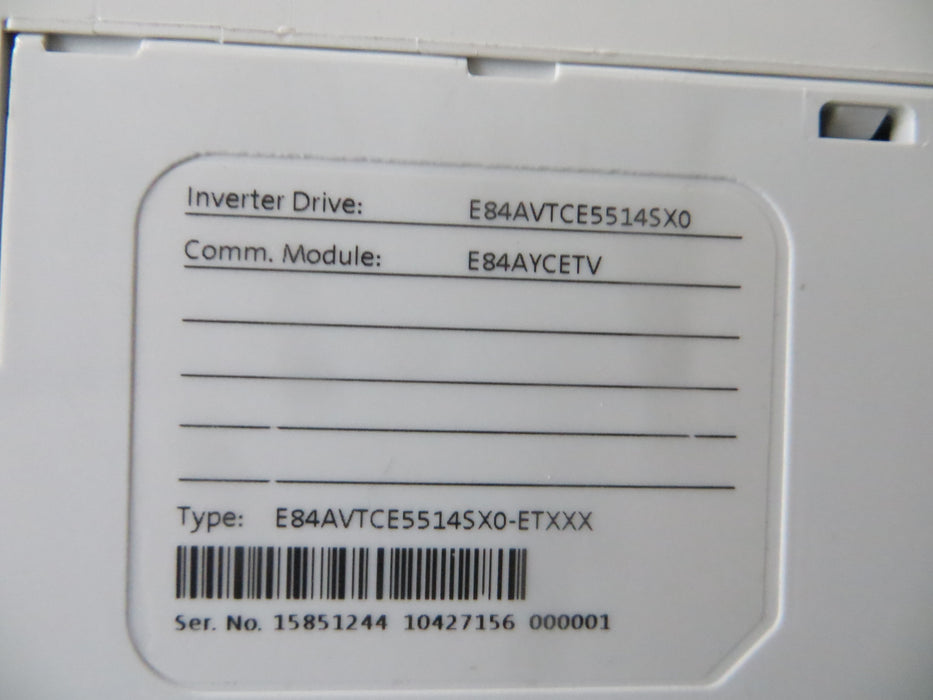 Inverter Drive: E84AVTCE5514SX0
Comm. Module: E84AYCETV
Type: E84AVTCE5514SX0-ETXXX
Ser. No. 15851244 10427156 000001